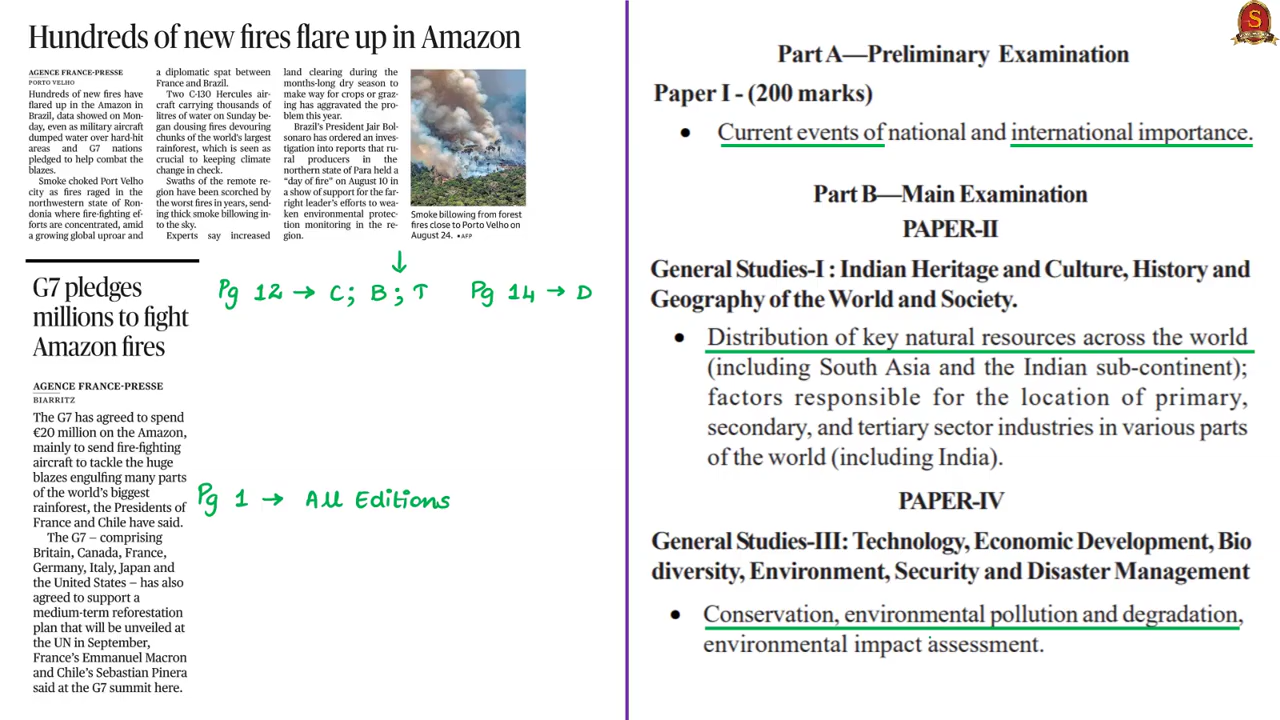 Hundreds of new fires flare up in Amazon
AGENCE FRANCE-PRESSE
PORTO VELHO
Hundreds of new fires have
flared up in the Amazon in
Brazil, data showed on Mon-
day, even as military aircraft
dumped water over hard-hit
areas and G7 nations
pledged to help combat the
blazes.
Smoke choked Port Velho
city as fires raged in the
northwestern state of Ron-
donia where fire-fighting ef-
forts are concentrated, amid
a growing global uproar and
a diplomatic spat between
France and Brazil.
Two C-130 Hercules air-
craft carrying thousands of
litres of water on Sunday be-
gan dousing fires devouring
chunks of the world's largest
rainforest, which is seen as
crucial to keeping climate
change in check.
Swaths of the remote re-
gion have been scorched by
the worst fires in years, send-
ing thick smoke billowing in-
to the sky.
Experts say increased
land clearing during the
months-long dry season to
make way for crops or graz-
ing has aggravated the pro-
blem this year.
Brazil's President Jair Bol-
sonaro has ordered an inves-
tigation into reports that ru-
ral producers in the
northern state of Para held a
"day of fire" on August 10 in
a show of support for the far-
right leader's efforts to wea-
ken environmental protec-
tion monitoring in the re-
gion.
Smoke billowing from forest
fires close to Porto Velho on
August 24. •AFP
Pg 12 → C; B; T Pg 14 → D
G7 pledges
millions to fight
Amazon fires
AGENCE FRANCE-PRESSE
BIARRITZ
The G7 has agreed to spend
€20 million on the Amazon,
mainly to send fire-fighting
aircraft to tackle the huge
blazes engulfing many parts
of the world's biggest
rainforest, the Presidents of
France and Chile have said.
The G7 – comprising
Britain, Canada, France,
Germany, Italy, Japan and
the United States – has also
agreed to support a
medium-term reforestation
plan that will be unveiled at
the UN in September,
France's Emmanuel Macron
and Chile's Sebastian Pinera
said at the G7 summit here.
Pg 1 → All Editions
Part A—Preliminary Examination
Paper I - (200 marks)
• Current events of national and international importance.
Part B—Main Examination
PAPER-II
General Studies-I : Indian Heritage and Culture, History and
Geography of the World and Society.
• Distribution of key natural resources across the world
(including South Asia and the Indian sub-continent);
factors responsible for the location of primary,
secondary, and tertiary sector industries in various parts
of the world (including India).
PAPER-IV
General Studies-III: Technology, Economic Development, Bio
diversity, Environment, Security and Disaster Management
• Conservation, environmental pollution and degradation,
environmental impact assessment.
S